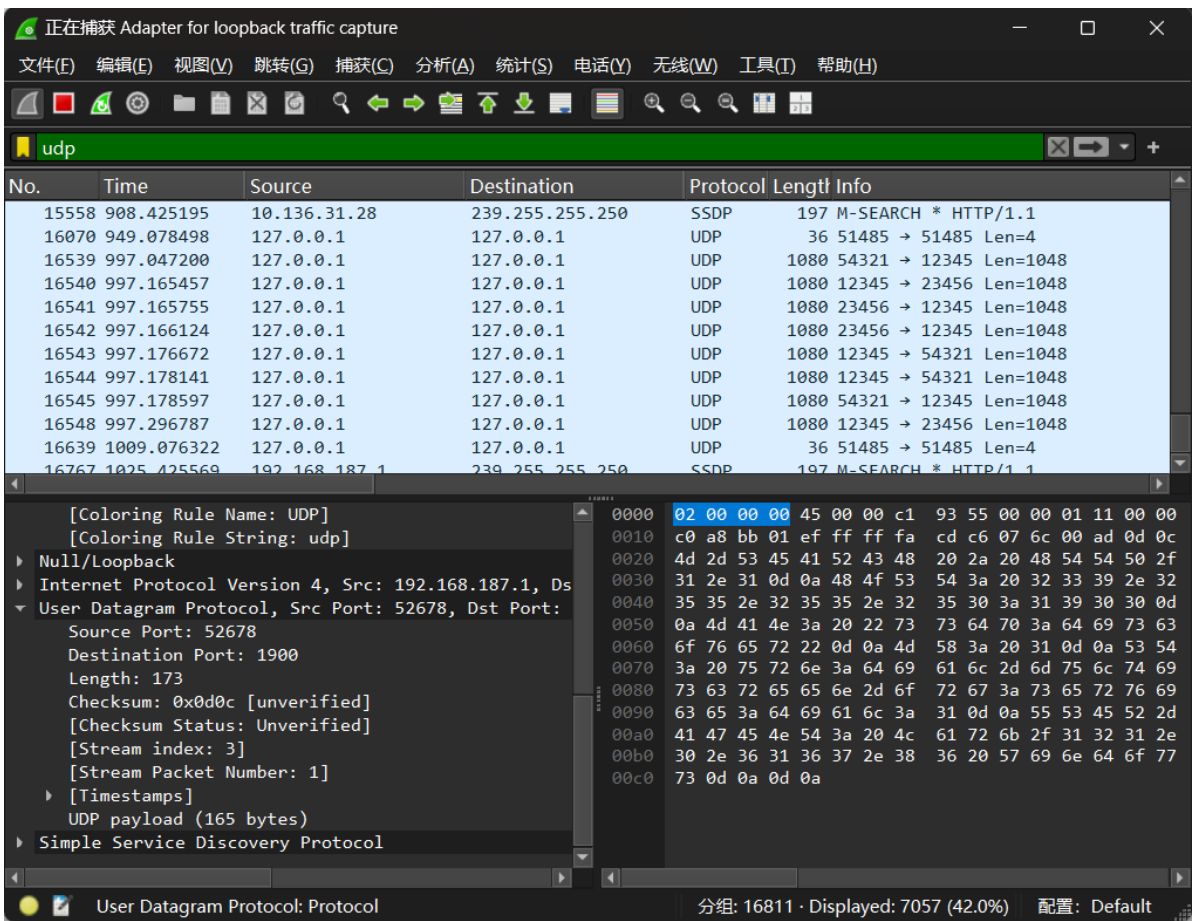 正在捕获 Adapter for loopback traffic capture
文件(F) 编辑(E) 视图(V) 跳转(G) 捕获(C) 分析(A) 统计(S) 电话(Y) 无线(W) 工具(T) 帮助(H)
udp
No. Time Source Destination Protocol Length Info
15558 908.425195 10.136.31.28 239.255.255.250 SSDP 197 M-SEARCH * HTTP/1.1
16070 949.078498 127.0.0.1 127.0.0.1 UDP 36 51485 → 51485 Len=4
16539 997.047200 127.0.0.1 127.0.0.1 UDP 1080 54321 → 12345 Len=1048
16540 997.165457 127.0.0.1 127.0.0.1 UDP 1080 12345 → 23456 Len=1048
16541 997.165755 127.0.0.1 127.0.0.1 UDP 1080 23456 → 12345 Len=1048
16542 997.166124 127.0.0.1 127.0.0.1 UDP 1080 23456 → 12345 Len=1048
16543 997.176672 127.0.0.1 127.0.0.1 UDP 1080 12345 → 54321 Len=1048
16544 997.178141 127.0.0.1 127.0.0.1 UDP 1080 12345 → 54321 Len=1048
16545 997.178597 127.0.0.1 127.0.0.1 UDP 1080 54321 → 12345 Len=1048
16548 997.296787 127.0.0.1 127.0.0.1 UDP 1080 12345 → 23456 Len=1048
16639 1009.076322 127.0.0.1 127.0.0.1 UDP 36 51485 → 51485 Len=4
16767 1025.425569 192.168.187.1 239.255.255.250 SSDP 197 M-SEARCH * HTTP/1.1
[Coloring Rule Name: UDP]
[Coloring Rule String: udp]
Null/Loopback
Internet Protocol Version 4, Src: 192.168.187.1, Ds
User Datagram Protocol, Src Port: 52678, Dst Port:
Source Port: 52678
Destination Port: 1900
Length: 173
Checksum: 0x0d0c [unverified]
[Checksum Status: Unverified]
[Stream index: 3]
[Stream Packet Number: 1]
[Timestamps]
UDP payload (165 bytes)
Simple Service Discovery Protocol
0000 02 00 00 00 45 00 00 c1 93 55 00 00 01 11 00 00
0010 c0 a8 bb 01 ef ff ff fa cd c6 07 6c 00 ad 0d 0c
0020 4d 2d 53 45 41 52 43 48 20 2a 20 48 54 54 50 2f
0030 31 2e 31 0d 0a 48 4f 53 54 3a 20 32 33 39 2e 32
0040 35 35 2e 32 35 35 2e 32 35 30 3a 31 39 30 30 0d
0050 0a 4d 41 4e 3a 20 22 73 73 64 70 3a 64 69 73 63
0060 6f 76 65 72 22 0d 0a 4d 58 3a 20 31 0d 0a 53 54
0070 3a 20 75 72 6e 3a 64 69 61 6c 2d 6d 75 6c 74 69
0080 73 63 72 65 65 6e 2d 6f 72 67 3a 73 65 72 76 69
0090 63 65 3a 64 69 61 6c 3a 31 0d 0a 55 53 45 52 2d
00a0 41 47 45 4e 54 3a 20 4c 61 72 6b 2f 31 32 31 2e
00b0 30 2e 36 31 36 37 2e 38 36 20 57 69 6e 64 6f 77
00c0 73 0d 0a 0d 0a
User Datagram Protocol: Protocol
分组: 16811 · Displayed: 7057 (42.0%)
配置: Default